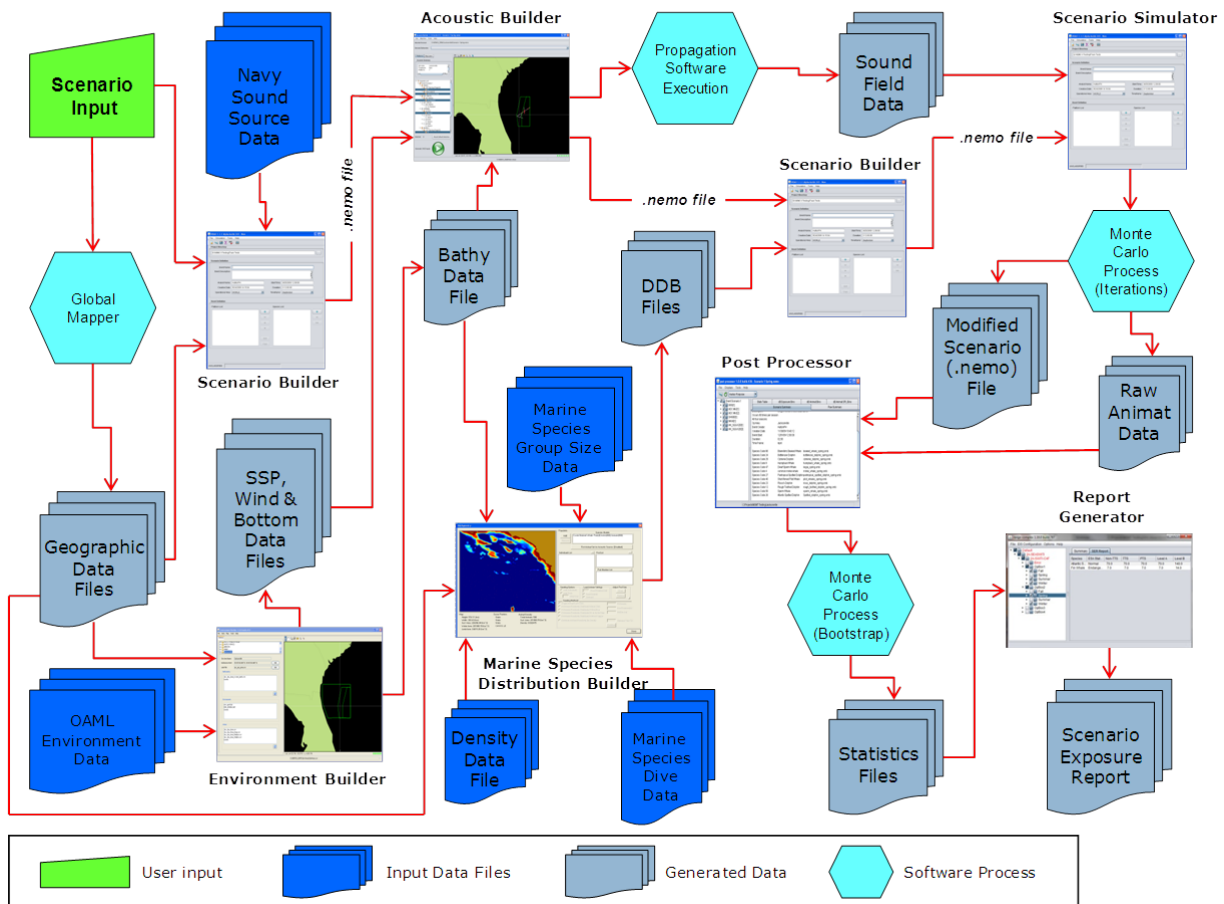 Acoustic Builder
Scenario Simulator
Scenario
Input
Navy
Sound
Source
Data
Propagation
Software
Execution
Sound
Field
Data
.nemo file
Scenario Builder
.nemo file
.nemo file
Global
Mapper
Scenario Builder
Bathy
Data
File
DDB
Files
Monte
Carlo
Process
(Iterations)
Modified
Scenario
(.nemo)
File
Raw
Animat
Data
Post Processor
Marine
Species
Group Size
Data
SSP,
Wind &
Bottom
Data
Files
Geographic
Data Files
Report
Generator
Monte
Carlo
Process
(Bootstrap)
Marine Species
Distribution Builder
OAML
Environment
Data
Environment Builder
Density
Data
File
Marine
Species
Dive
Data
Statistics
Files
Scenario
Exposure
Report
User input
Input Data Files
Generated Data
Software Process